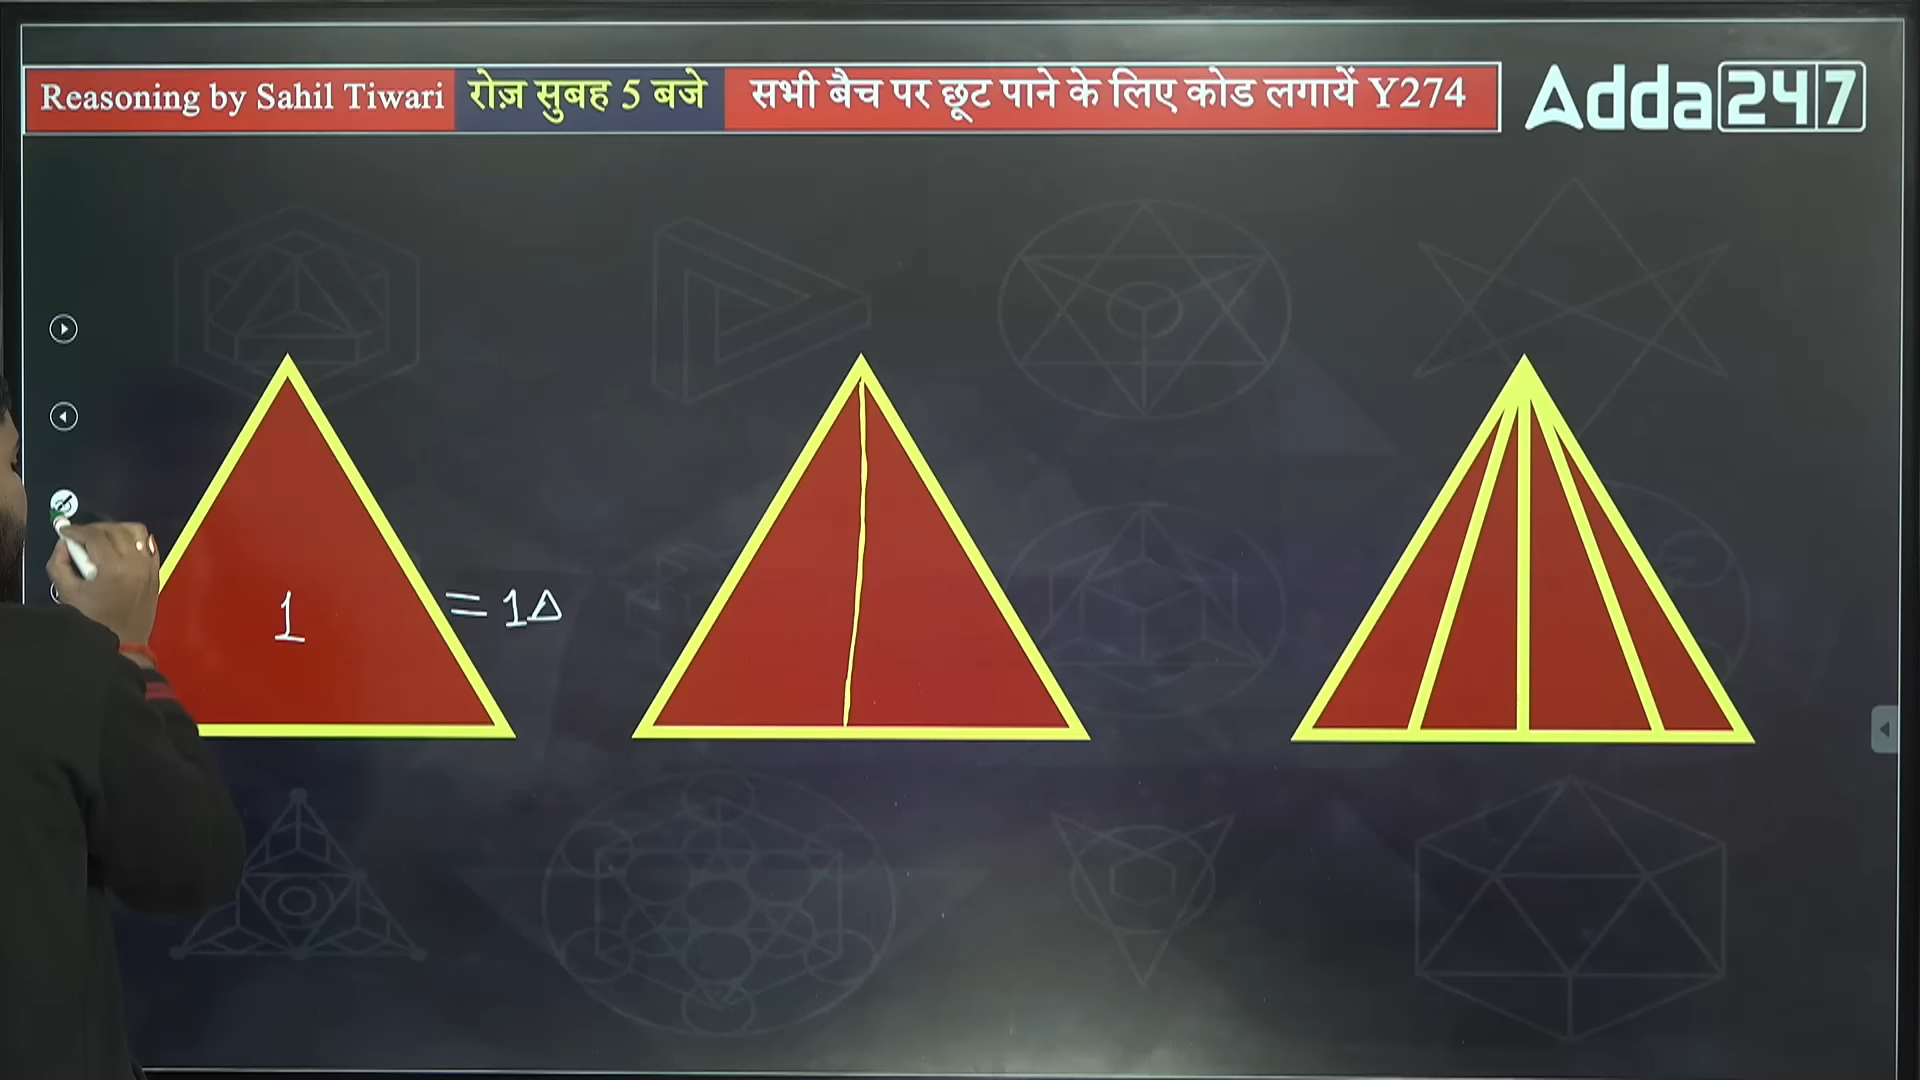 Reasoning by Sahil Tiwari
रोज़ सुबह 5 बजे
सभी बैच पर छूट पाने के लिए कोड लगायें Y274
Adda247
1
= 1△